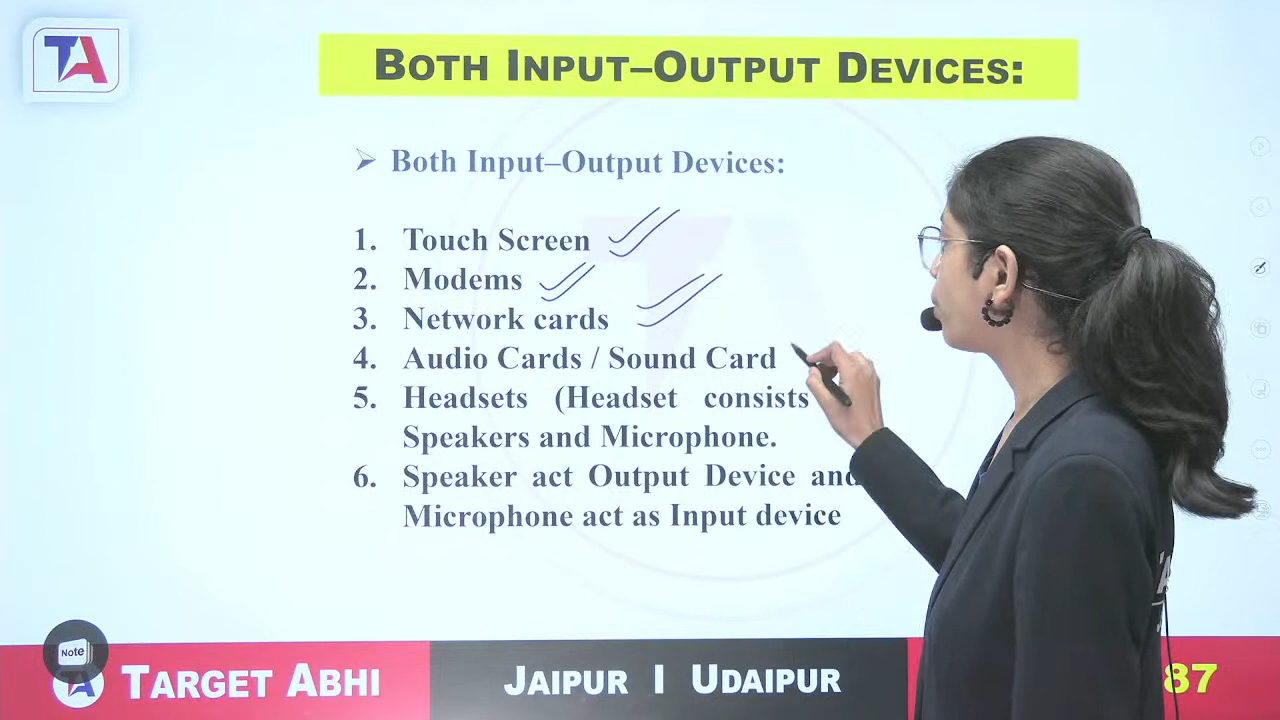 TA
BOTH INPUT–OUTPUT DEVICES:
➢ Both Input–Output Devices:
1. Touch Screen
2. Modems
3. Network cards
4. Audio Cards / Sound Card
5. Headsets (Headset consists
Speakers and Microphone.
6. Speaker act Output Device and
Microphone act as Input device
Note
TARGET ABHI
JAIPUR | UDAIPUR
87